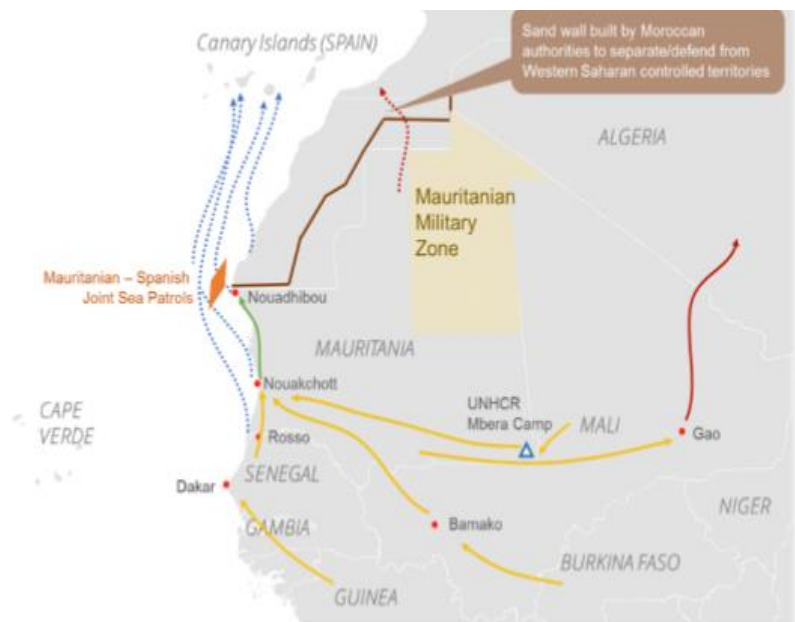 Sand wall built by Moroccan
authorities to separate/defend from
Western Saharan controlled territories
Canary Islands (SPAIN)
ALGERIA
Mauritanian
Military
Zone
Mauritanian – Spanish
Joint Sea Patrols
Nouadhibou
MAURITANIA
Nouakchott
UNHCR
Mbera Camp
MALI
CAPE
VERDE
Rosso
Gao
SENEGAL
Dakar
NIGER
GAMBIA
Bamako
BURKINA FASO
GUINEA